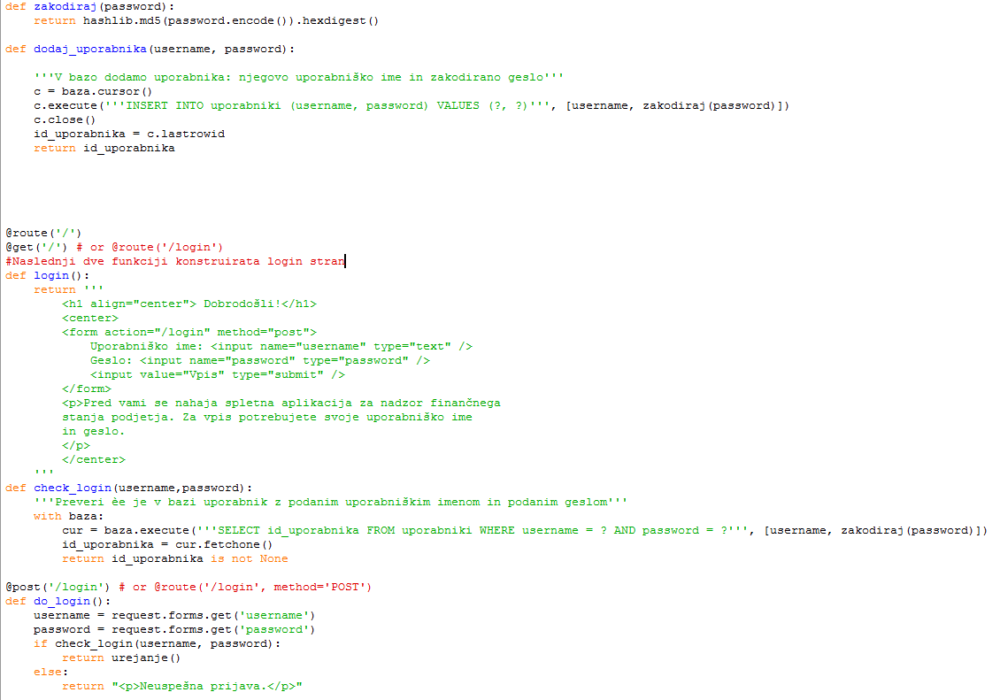 def zakodiraj(password):
    return hashlib.md5(password.encode()).hexdigest()
def dodaj_uporabnika(username, password):
    '''V bazo dodamo uporabnika: njegovo uporabniško ime in zakodirano geslo'''
    c = baza.cursor()
    c.execute('''INSERT INTO uporabniki (username, password) VALUES (?, ?)''', [username, zakodiraj(password)])
    c.close()
    id_uporabnika = c.lastrowid
    return id_uporabnika
@route('/')
@get('/') # or @route('/login')
#Naslednji dve funkciji konstruirata login stran
def login():
    return '''
        <h1 align="center"> Dobrodošli!</h1>
        <center>
        <form action="/login" method="post">
            Uporabniško ime: <input name="username" type="text" />
            Geslo: <input name="password" type="password" />
            <input value="Vpis" type="submit" />
        </form>
        <p>Pred vami se nahaja spletna aplikacija za nadzor finančnega
        stanja podjetja. Za vpis potrebujete svoje uporabniško ime
        in geslo.
        </p>
        </center>
    '''
def check_login(username,password):
    '''Preveri èe je v bazi uporabnik z podanim uporabniškim imenom in podanim geslom'''
    with baza:
        cur = baza.execute('''SELECT id_uporabnika FROM uporabniki WHERE username = ? AND password = ?''', [username, zakodiraj(password)])
        id_uporabnika = cur.fetchone()
        return id_uporabnika is not None
@post('/login') # or @route('/login', method='POST')
def do_login():
    username = request.forms.get('username')
    password = request.forms.get('password')
    if check_login(username, password):
        return urejanje()
    else:
        return "<p>Neuspešna prijava.</p>"